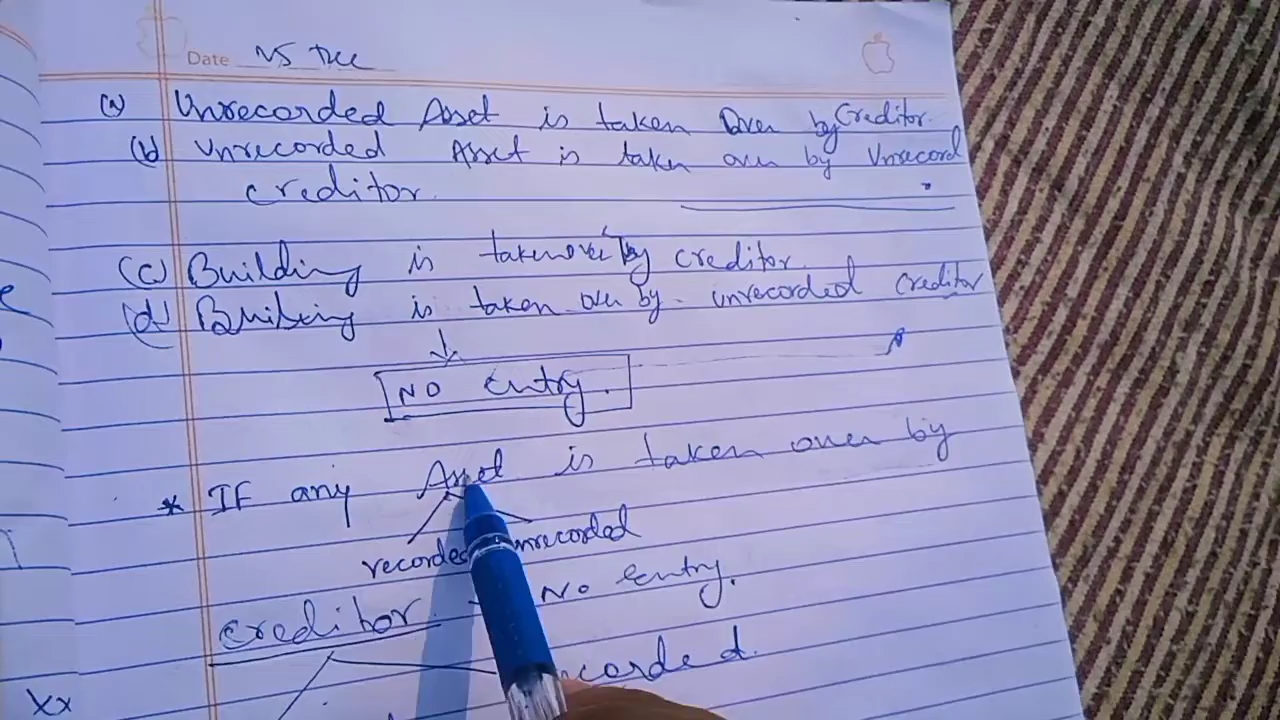 Date
(a) Unrecorded Asset is taken Over by Creditor.
(b) Unrecorded Asset is taken over by Unrecord
creditor.
(c) Building is takenover by creditor.
(d) Building is taken over by unrecorded creditor
NO entry.
* IF any Asset is taken over by
recorded unrecorded
creditor No entry.
Xx